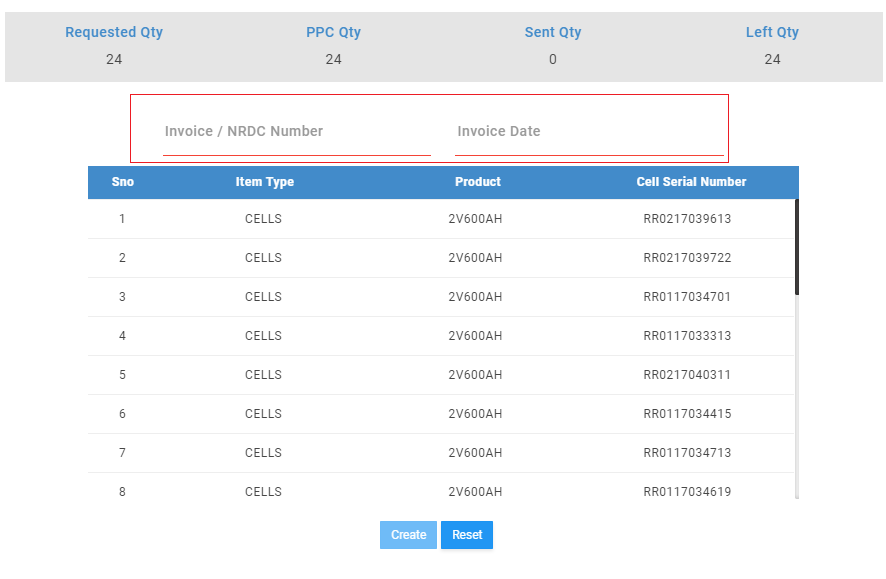 Requested Qty PPC Qty Sent Qty Left Qty
24 24 0 24
Invoice / NRDC Number Invoice Date
Sno Item Type Product Cell Serial Number
1 CELLS 2V600AH RR0217039613
2 CELLS 2V600AH RR0217039722
3 CELLS 2V600AH RR0117034701
4 CELLS 2V600AH RR0117033313
5 CELLS 2V600AH RR0217040311
6 CELLS 2V600AH RR0117034415
7 CELLS 2V600AH RR0117034713
8 CELLS 2V600AH RR0117034619
Create Reset